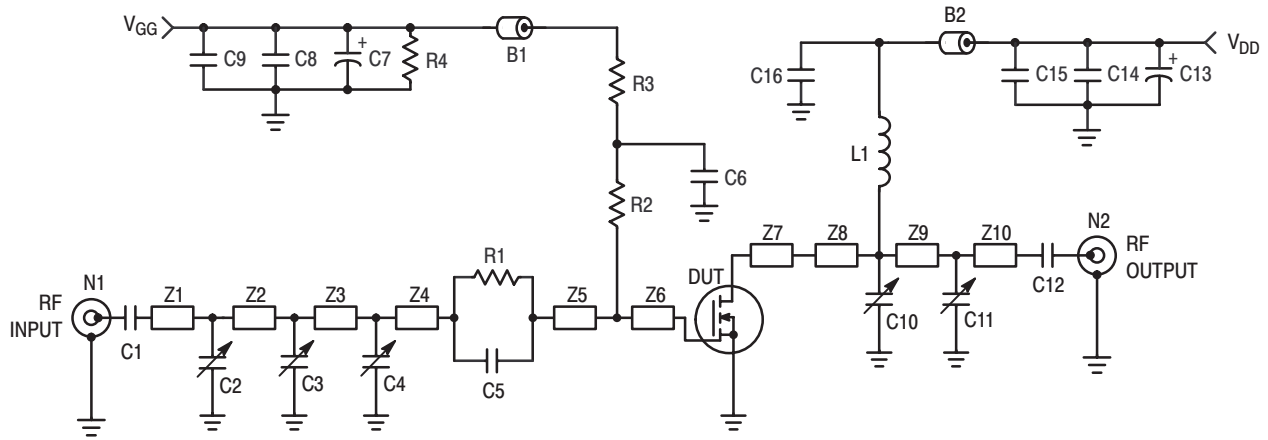 VGG
C9
C8
+
C7
R4
B1
R3
C6
R2
B2
VDD
C16
C15
C14
+
C13
L1
N1
RF
INPUT
C1
Z1
C2
Z2
C3
Z3
C4
Z4
R1
C5
Z5
Z6
DUT
Z7
Z8
C10
Z9
C11
Z10
C12
N2
RF
OUTPUT